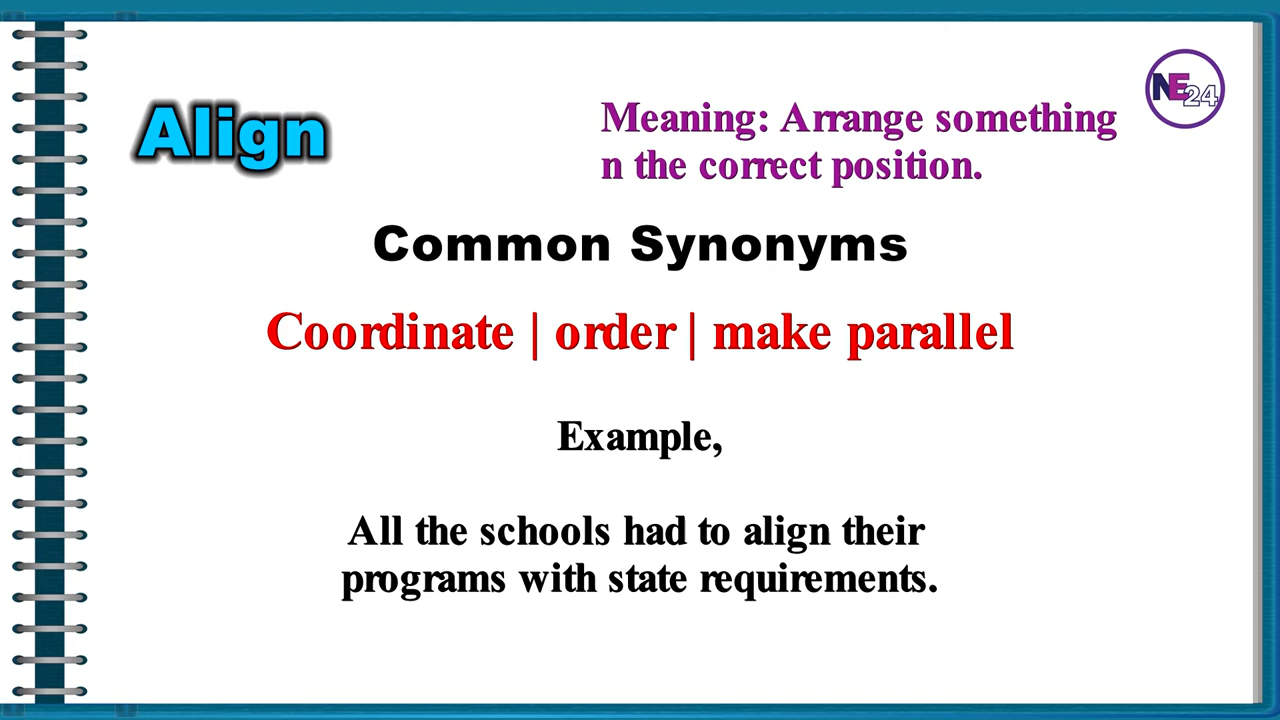 Align
Meaning: Arrange something
n the correct position.
NE24
Common Synonyms
Coordinate | order | make parallel
Example,
All the schools had to align their
programs with state requirements.